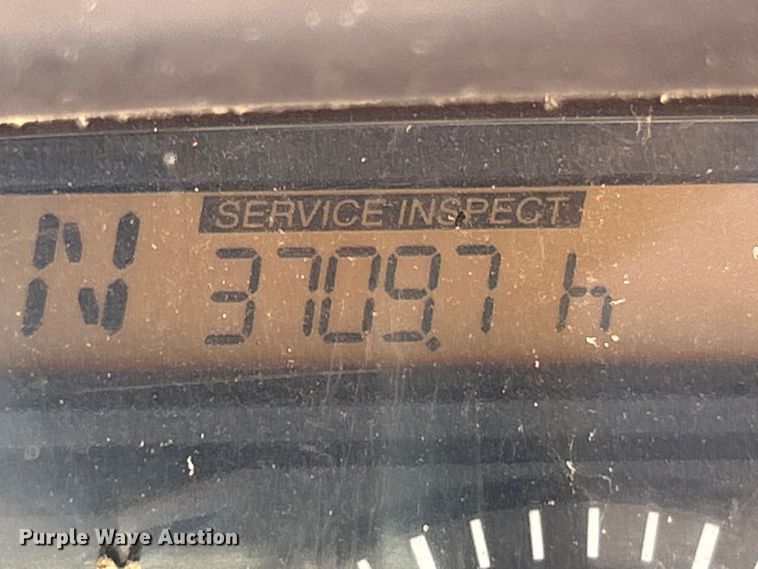 SERVICE INSPECT
N 3709.7 h
Purple Wave Auction